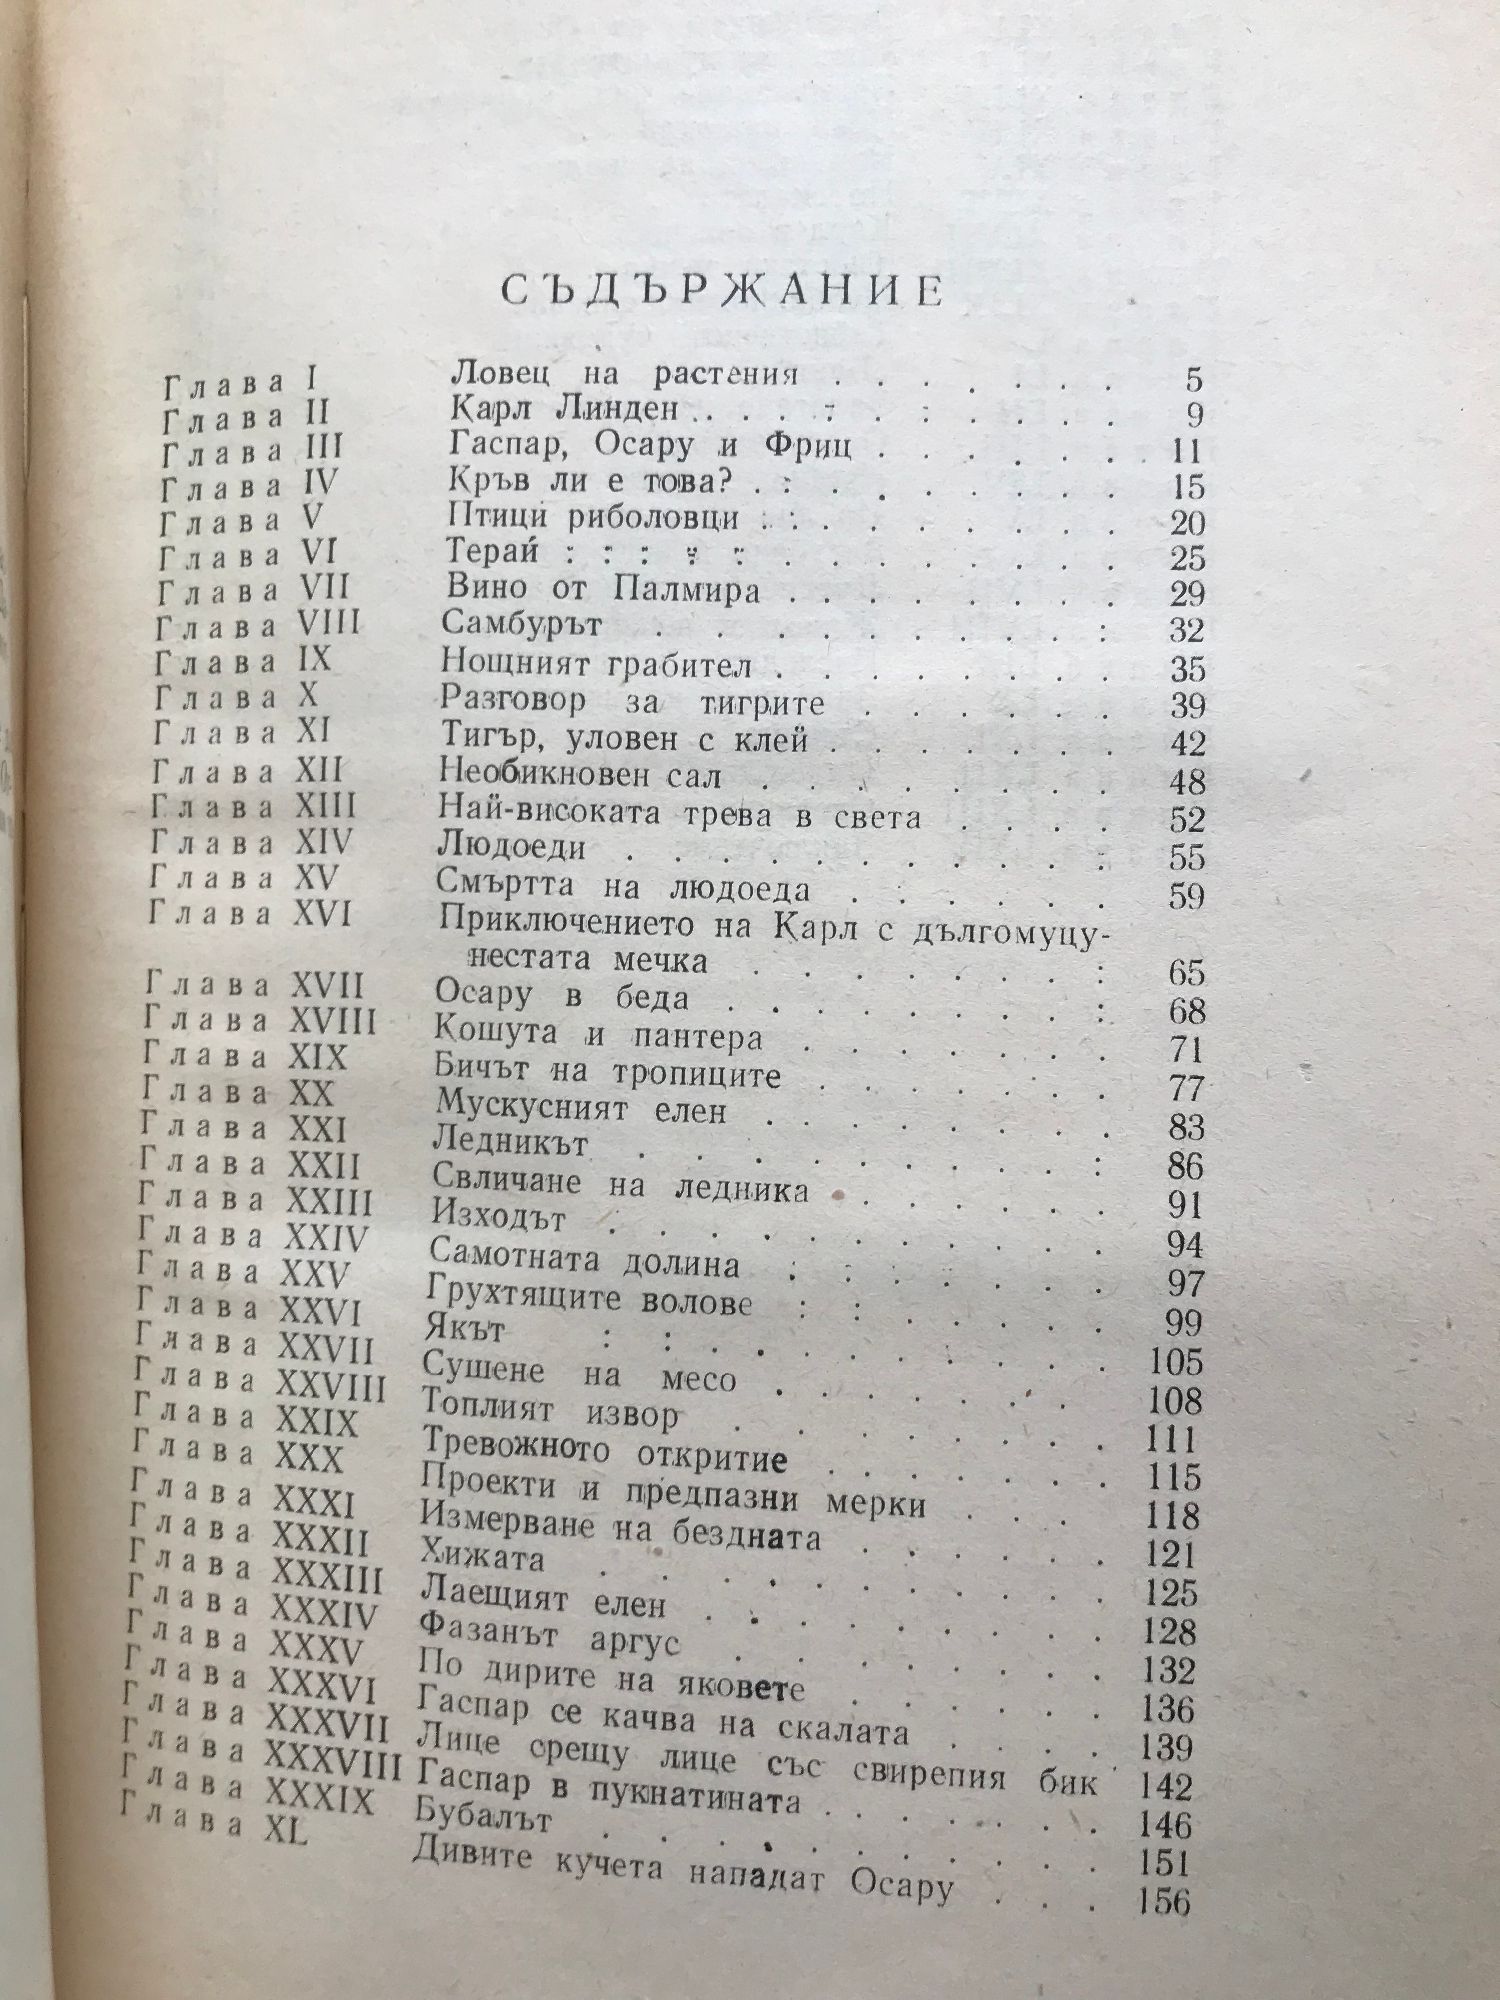 СЪДЪРЖАНИЕ
Глава I Ловец на растения . . . . . . . 5
Глава II Карл Линден . . . . . . . . . 9
Глава III Гаспар, Осару и Фриц . . . . . . 11
Глава IV Кръв ли е това? . . . . . . . . 15
Глава V Птици риболовци . . . . . . . . 20
Глава VI Терай . . . . . . . . . . . . 25
Глава VII Вино от Палмира . . . . . . . . 29
Глава VIII Самбурът . . . . . . . . . . 32
Глава IX Нощният грабител . . . . . . . . 35
Глава X Разговор за тигрите . . . . . . 39
Глава XI Тигър, уловен с клей . . . . . . . 42
Глава XII Необикновен сал . . . . . . . . 48
Глава XIII Най-високата трева в света . . . . 52
Глава XIV Людоеди . . . . . . . . . . . 55
Глава XV Смъртта на людоеда . . . . . . 59
Глава XVI Приключението на Карл с дългомуцу-
нестата мечка . . . . . . . . 65
Глава XVII Осару в беда . . . . . . . . . 68
Глава XVIII Кошута и пантера . . . . . . . 71
Глава XIX Бичът на тропиците . . . . . . . 77
Глава XX Мускусният елен . . . . . . . . 83
Глава XXI Ледникът . . . . . . . . . 86
Глава XXII Свличане на ледника . . . . . . 91
Глава XXIII Изходът . . . . . . . . . . 94
Глава XXIV Самотната долина . . . . . . . 97
Глава XXV Грухтящите волове . . . . . . . 99
Глава XXVI Якът . . . . . . . . . . 105
Глава XXVII Сушене на месо . . . . . . . 108
Глава XXVIII Топлият извор . . . . . . . . 111
Глава XXIX Тревожното откритие . . . . . . . 115
Глава XXX Проекти и предпазни мерки . . . 118
Глава XXXI Измерване на бездната . . . . . . 121
Глава XXXII Хижата . . . . . . . . . . 125
Глава XXXIII Лаещият елен . . . . . . . . 128
Глава XXXIV Фазанът аргус . . . . . . . . 132
Глава XXXV По дирите на яковете . . . . . . 136
Глава XXXVI Гаспар се качва на скалата . . . . 139
Глава XXXVII Лице срещу лице със свирепия бик 142
Глава XXXVIII Гаспар в пукнатината . . . . . . . 146
Глава XXXIX Бубалът . . . . . . . . . . 151
Глава XL Дивите кучета нападат Осару . . . 156